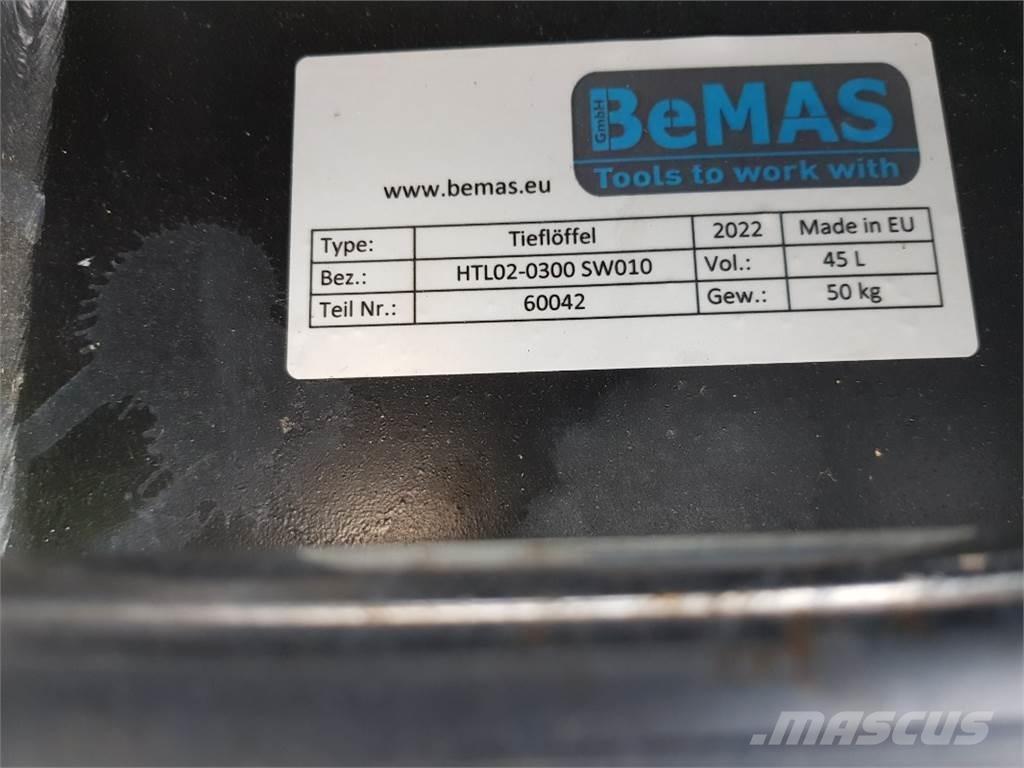 GmbH BeMAS
Tools to work with
www.bemas.eu
Type: Tieflöffel 2022 Made in EU
Bez.: HTL02-0300 SW010 Vol.: 45 L
Teil Nr.: 60042 Gew.: 50 kg
MASCUS